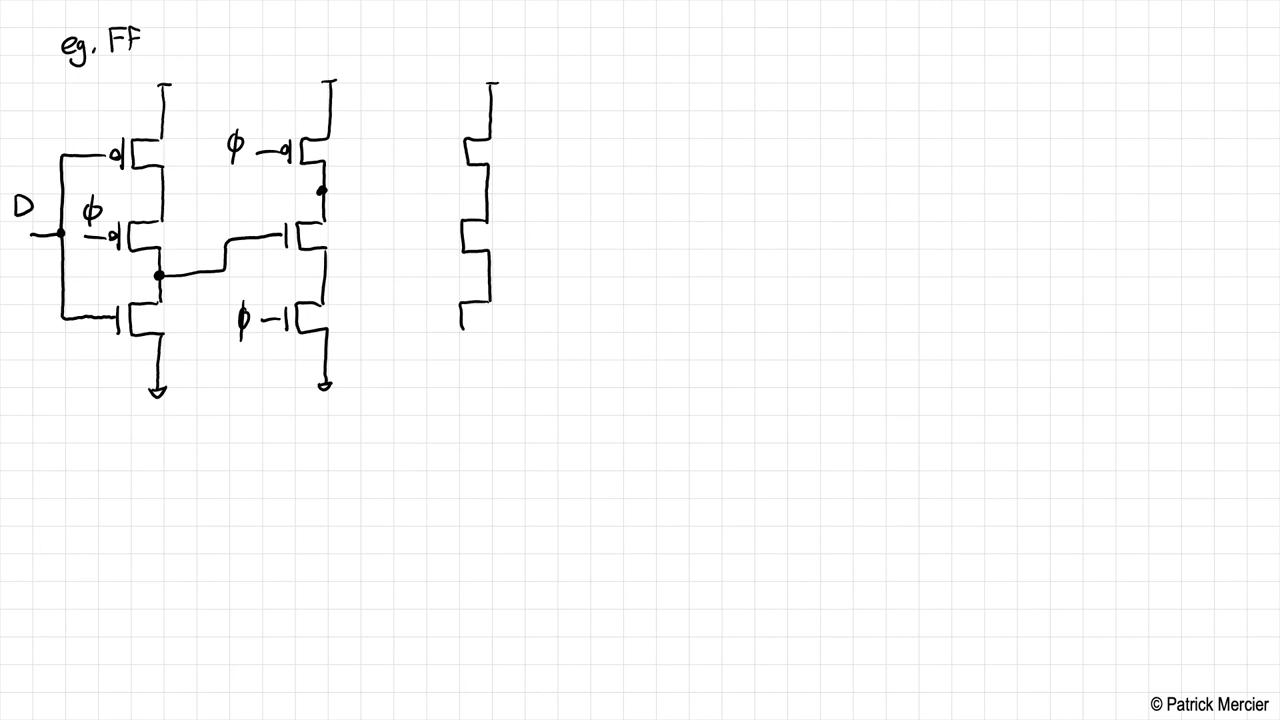 eg. FF
ϕ
D
ϕ
ϕ
© Patrick Mercier